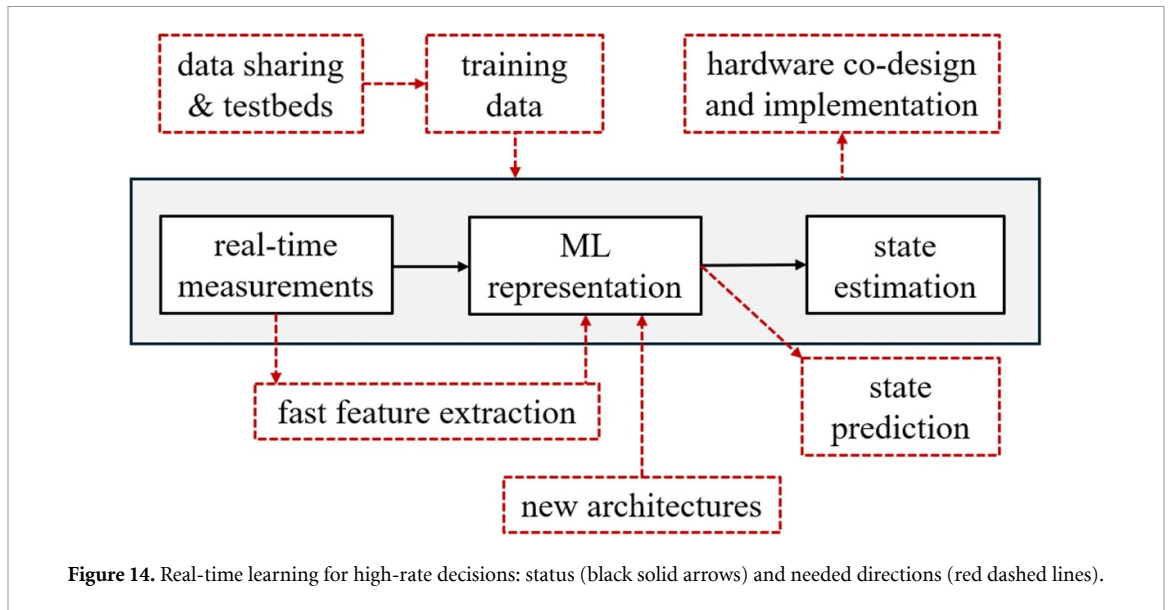 data sharing
& testbeds
training
data
hardware co-design
and implementation
real-time
measurements
ML
representation
state
estimation
fast feature extraction
state
prediction
new architectures
Figure 14. Real-time learning for high-rate decisions: status (black solid arrows) and needed directions (red dashed lines).